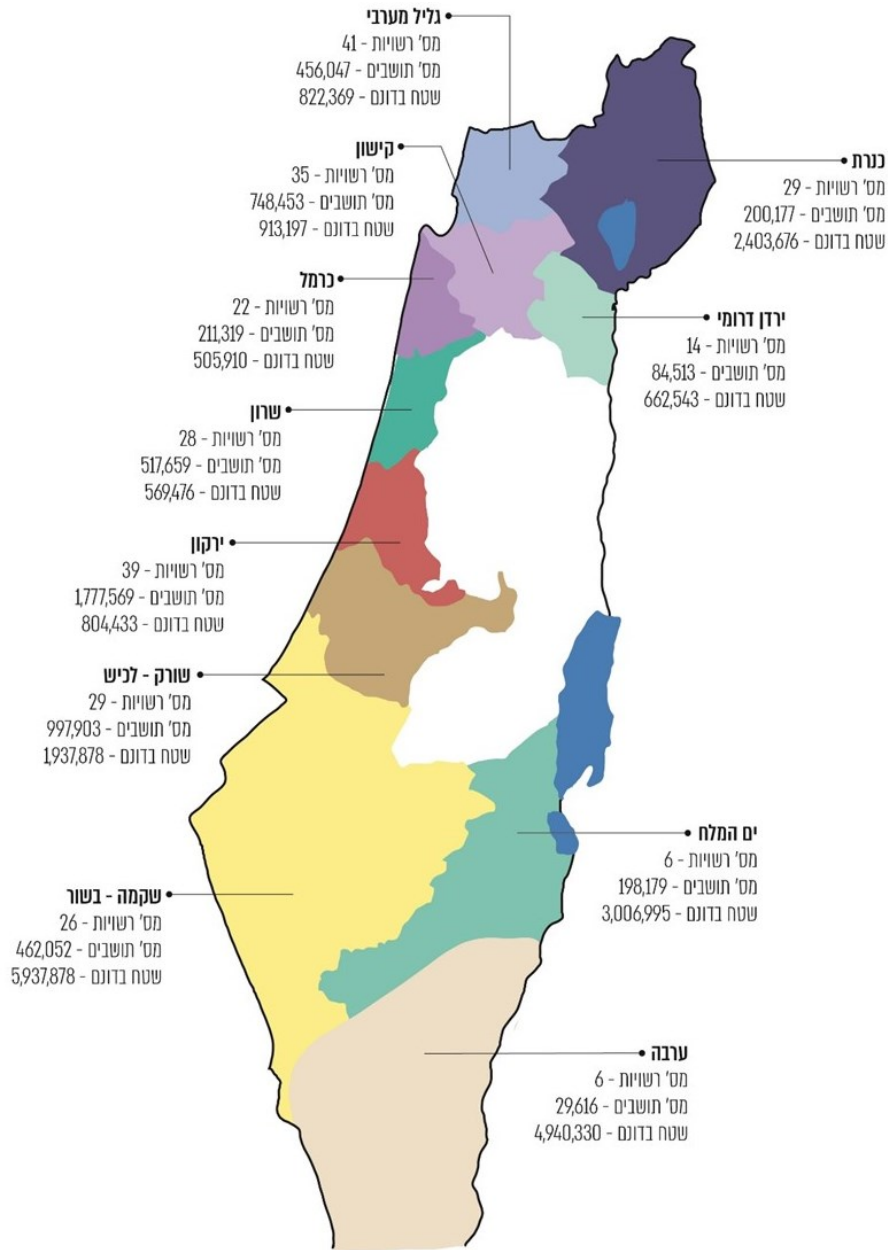 גליל מערבי
מס' רשויות - 41
מס' תושבים - 456,047
שטח בדונם - 822,369
קישון
מס' רשויות - 35
מס' תושבים - 748,453
שטח בדונם - 913,197
כנרת
מס' רשויות - 29
מס' תושבים - 200,177
שטח בדונם - 2,403,676
כרמל
מס' רשויות - 22
מס' תושבים - 211,319
שטח בדונם - 505,910
ירדן דרומי
מס' רשויות - 14
מס' תושבים - 84,513
שטח בדונם - 662,543
שרון
מס' רשויות - 28
מס' תושבים - 517,659
שטח בדונם - 569,476
ירקון
מס' רשויות - 39
מס' תושבים - 1,777,569
שטח בדונם - 804,433
שורק - לכיש
מס' רשויות - 29
מס' תושבים - 997,903
שטח בדונם - 1,937,878
ים המלח
מס' רשויות - 6
מס' תושבים - 198,179
שטח בדונם - 3,006,995
שקמה - בשור
מס' רשויות - 26
מס' תושבים - 462,052
שטח בדונם - 5,937,878
ערבה
מס' רשויות - 6
מס' תושבים - 29,616
שטח בדונם - 4,940,330